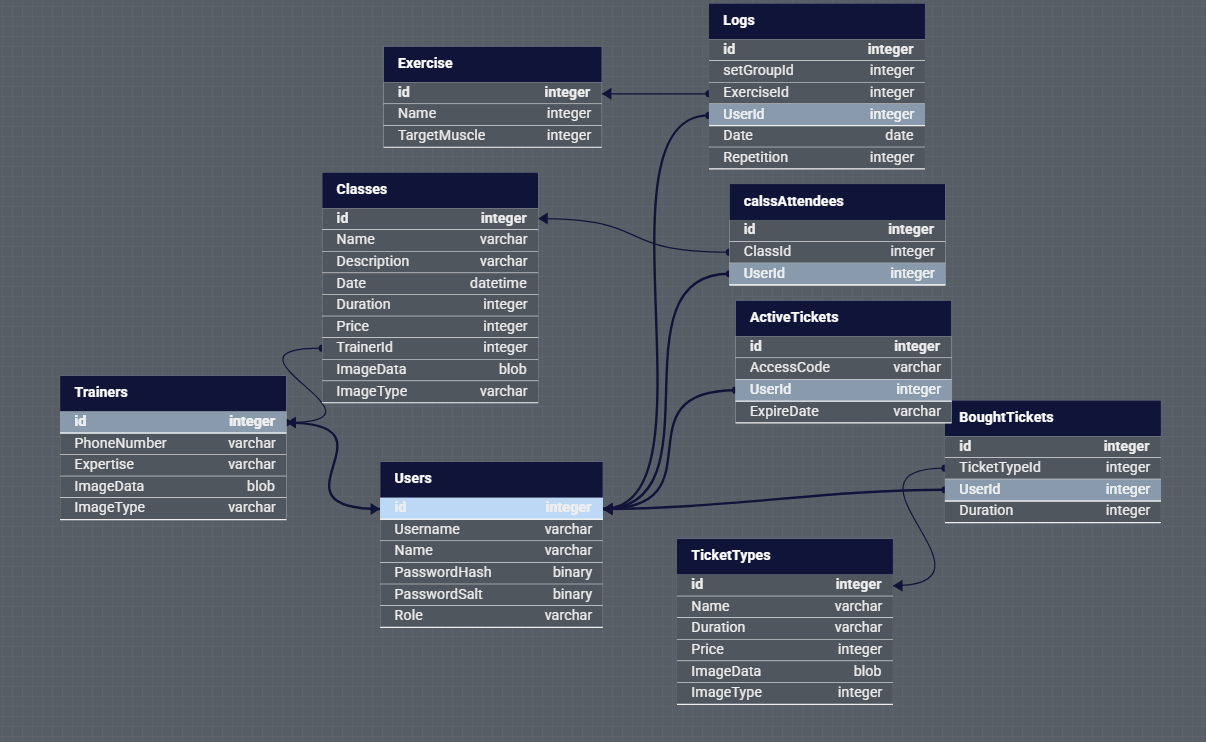 Logs
id integer
setGroupId integer
ExerciseId integer
UserId integer
Date date
Repetition integer
Exercise
id integer
Name integer
TargetMuscle integer
Classes
id integer
Name varchar
Description varchar
Date datetime
Duration integer
Price integer
TrainerId integer
ImageData blob
ImageType varchar
calssAttendees
id integer
ClassId integer
UserId integer
ActiveTickets
id integer
AccessCode varchar
UserId integer
ExpireDate varchar
Trainers
id integer
PhoneNumber varchar
Expertise varchar
ImageData blob
ImageType varchar
BoughtTickets
id integer
TicketTypeId integer
UserId integer
Duration integer
Users
id integer
Username varchar
Name varchar
PasswordHash binary
PasswordSalt binary
Role varchar
TicketTypes
id integer
Name varchar
Duration varchar
Price integer
ImageData blob
ImageType integer